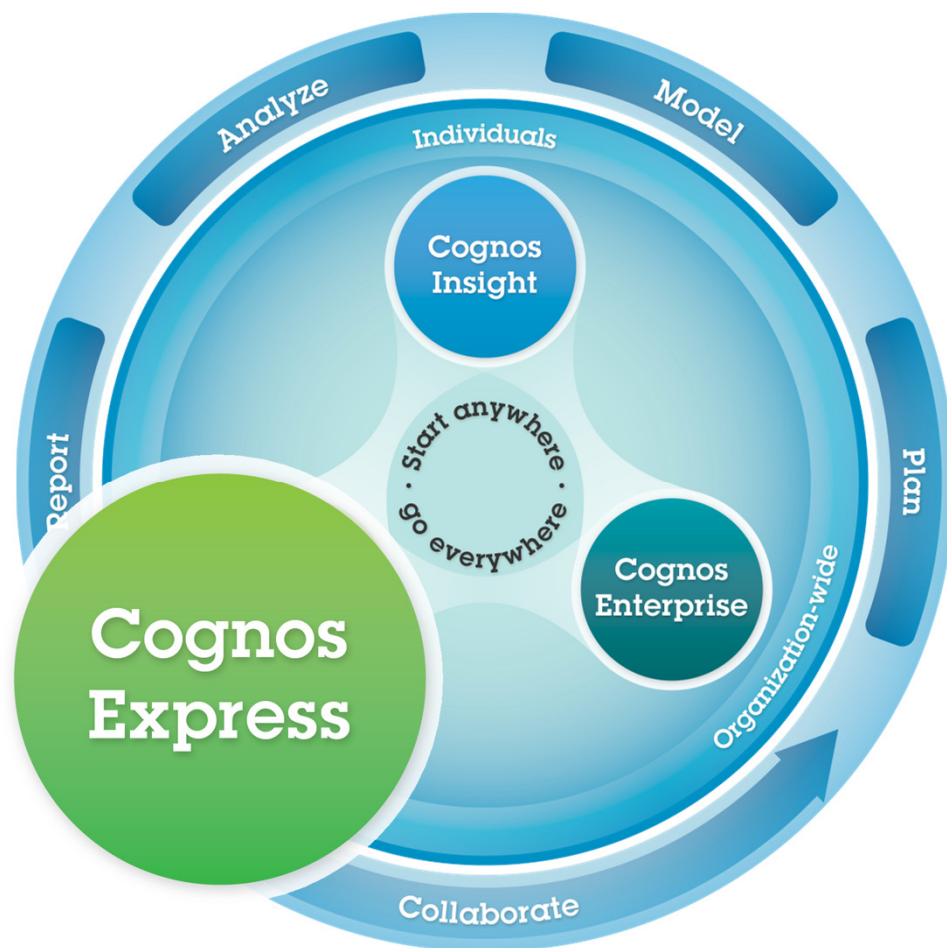 Analyze
Model
Individuals
Cognos
Insight
Start anywhere
· go everywhere ·
Report
Plan
Cognos
Enterprise
Cognos
Express
Organization-wide
Collaborate